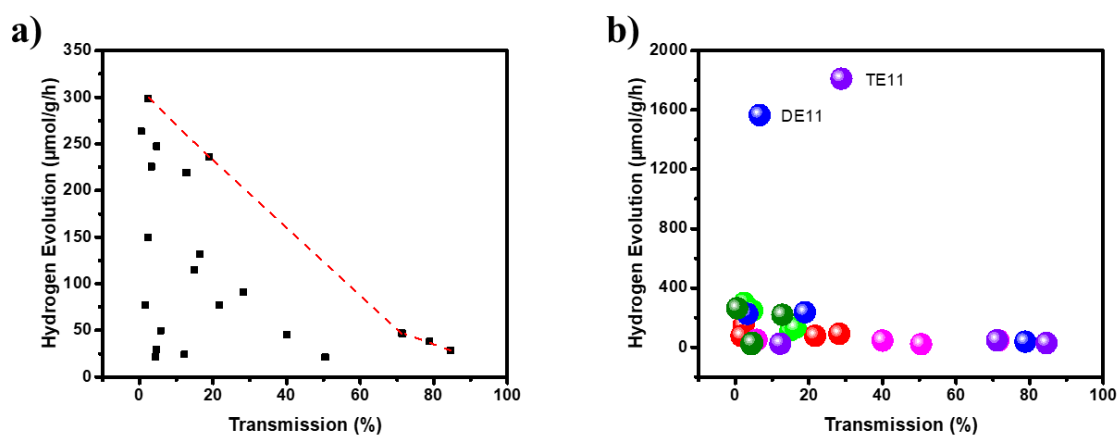 a)
Hydrogen Evolution (μmol/g/h)
350
300
250
200
150
100
50
0
0 20 40 60 80 100
Transmission (%)
b)
Hydrogen Evolution (μmol/g/h)
2000
1600
1200
800
400
0
TE11
DE11
0 20 40 60 80 100
Transmission (%)